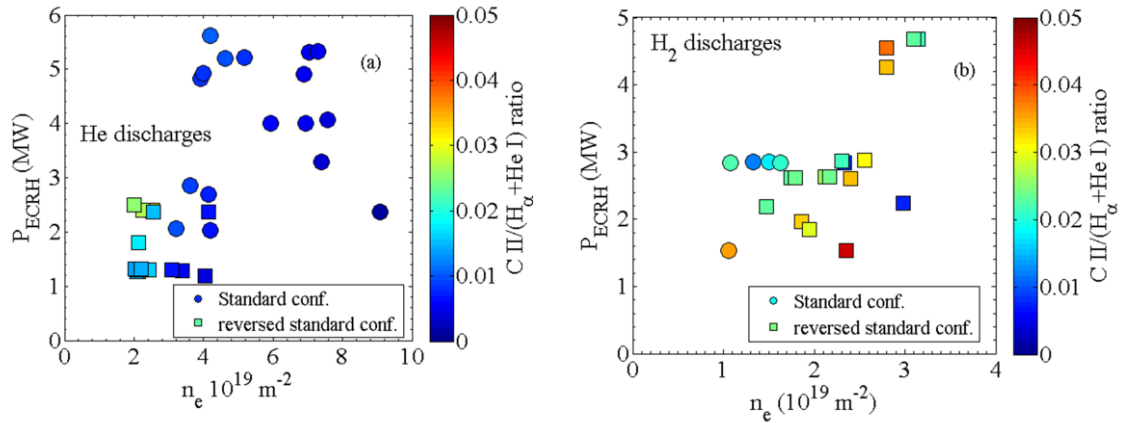 6
5
4
3
2
1
0
P_ECRH (MW)
He discharges
(a)
Standard conf.
reversed standard conf.
0 2 4 6 8 10
n_e 10^19 m^-2
0.05
0.04
0.03
0.02
0.01
0
C II/(H_α+He I) ratio
5
4
3
2
1
0
P_ECRH (MW)
H_2 discharges
(b)
Standard conf.
reversed standard conf.
0 1 2 3 4
n_e (10^19 m^-2)
0.05
0.04
0.03
0.02
0.01
0
C II/(H_α+He I) ratio